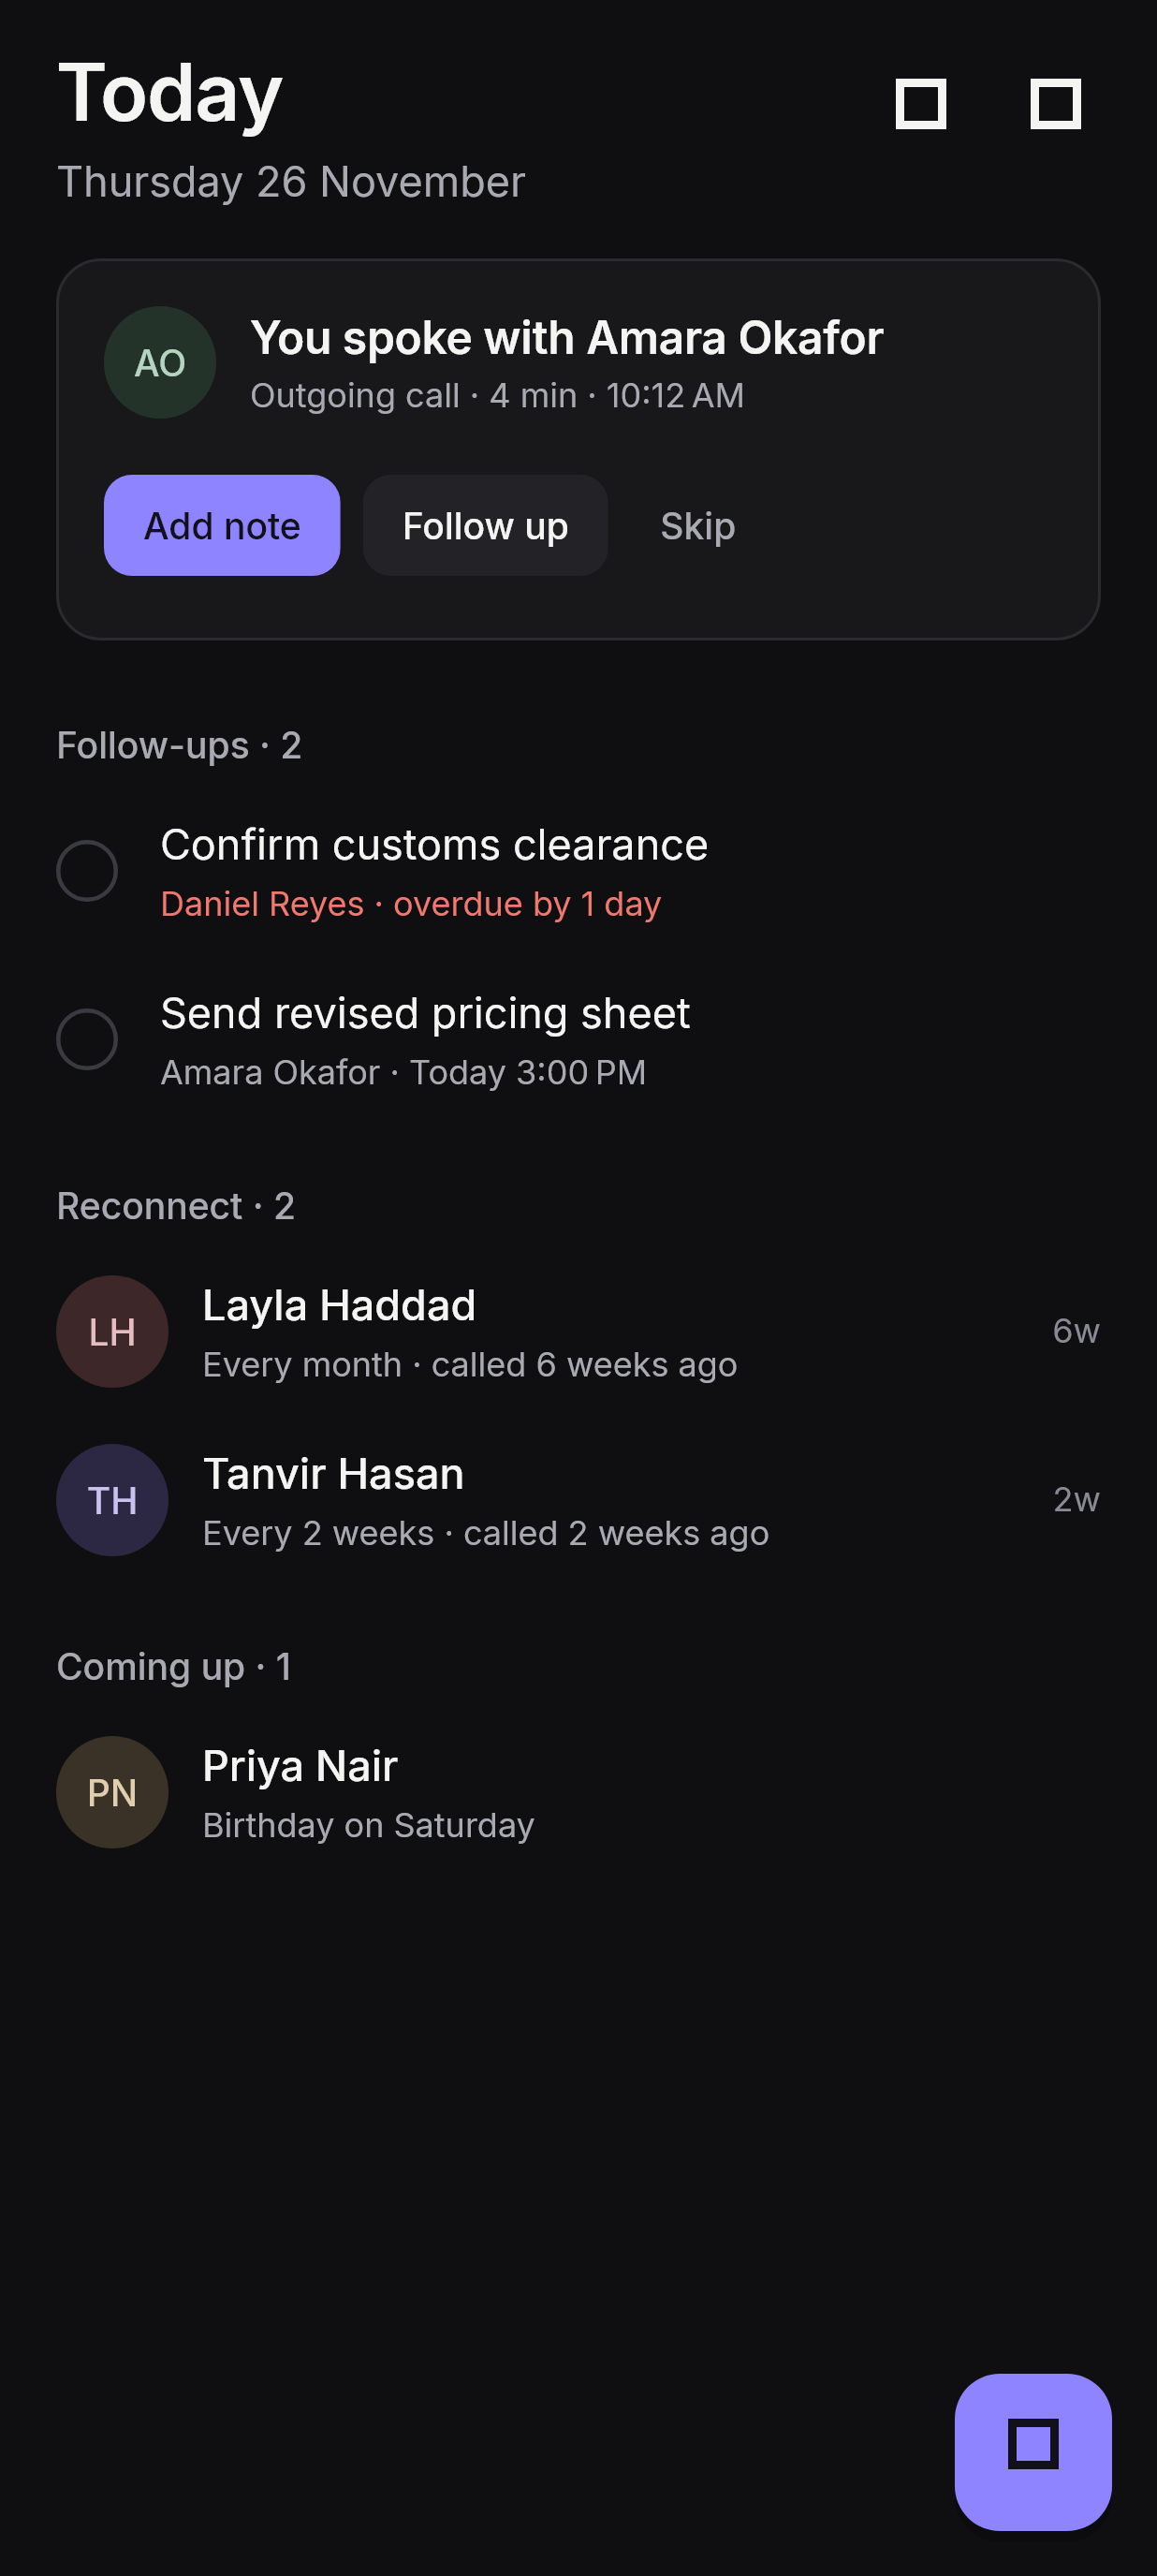 Today
Thursday 26 November
AO
You spoke with Amara Okafor
Outgoing call · 4 min · 10:12 AM
Add note
Follow up
Skip
Follow-ups · 2
Confirm customs clearance
Daniel Reyes · overdue by 1 day
Send revised pricing sheet
Amara Okafor · Today 3:00 PM
Reconnect · 2
LH
Layla Haddad
Every month · called 6 weeks ago
6w
TH
Tanvir Hasan
Every 2 weeks · called 2 weeks ago
2w
Coming up · 1
PN
Priya Nair
Birthday on Saturday